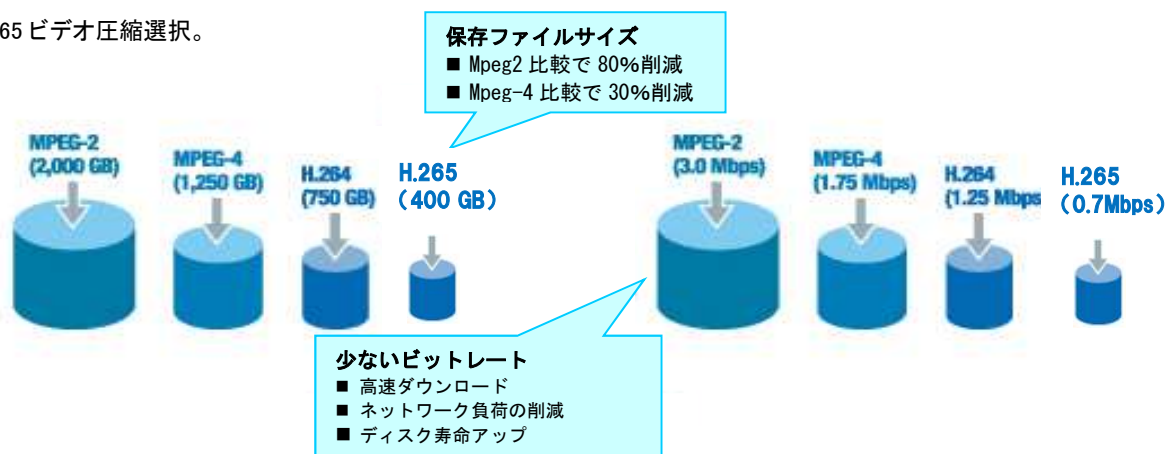 65 ビデオ圧縮選択。
保存ファイルサイズ
■ Mpeg2 比較で 80%削減
■ Mpeg-4 比較で 30%削減
MPEG-2
(2,000 GB)
MPEG-4
(1,250 GB)
H.264
(750 GB)
H.265
(400 GB)
MPEG-2
(3.0 Mbps)
MPEG-4
(1.75 Mbps)
H.264
(1.25 Mbps
H.265
(0.7Mbps)
少ないビットレート
■ 高速ダウンロード
■ ネットワーク負荷の削減
■ ディスク寿命アップ